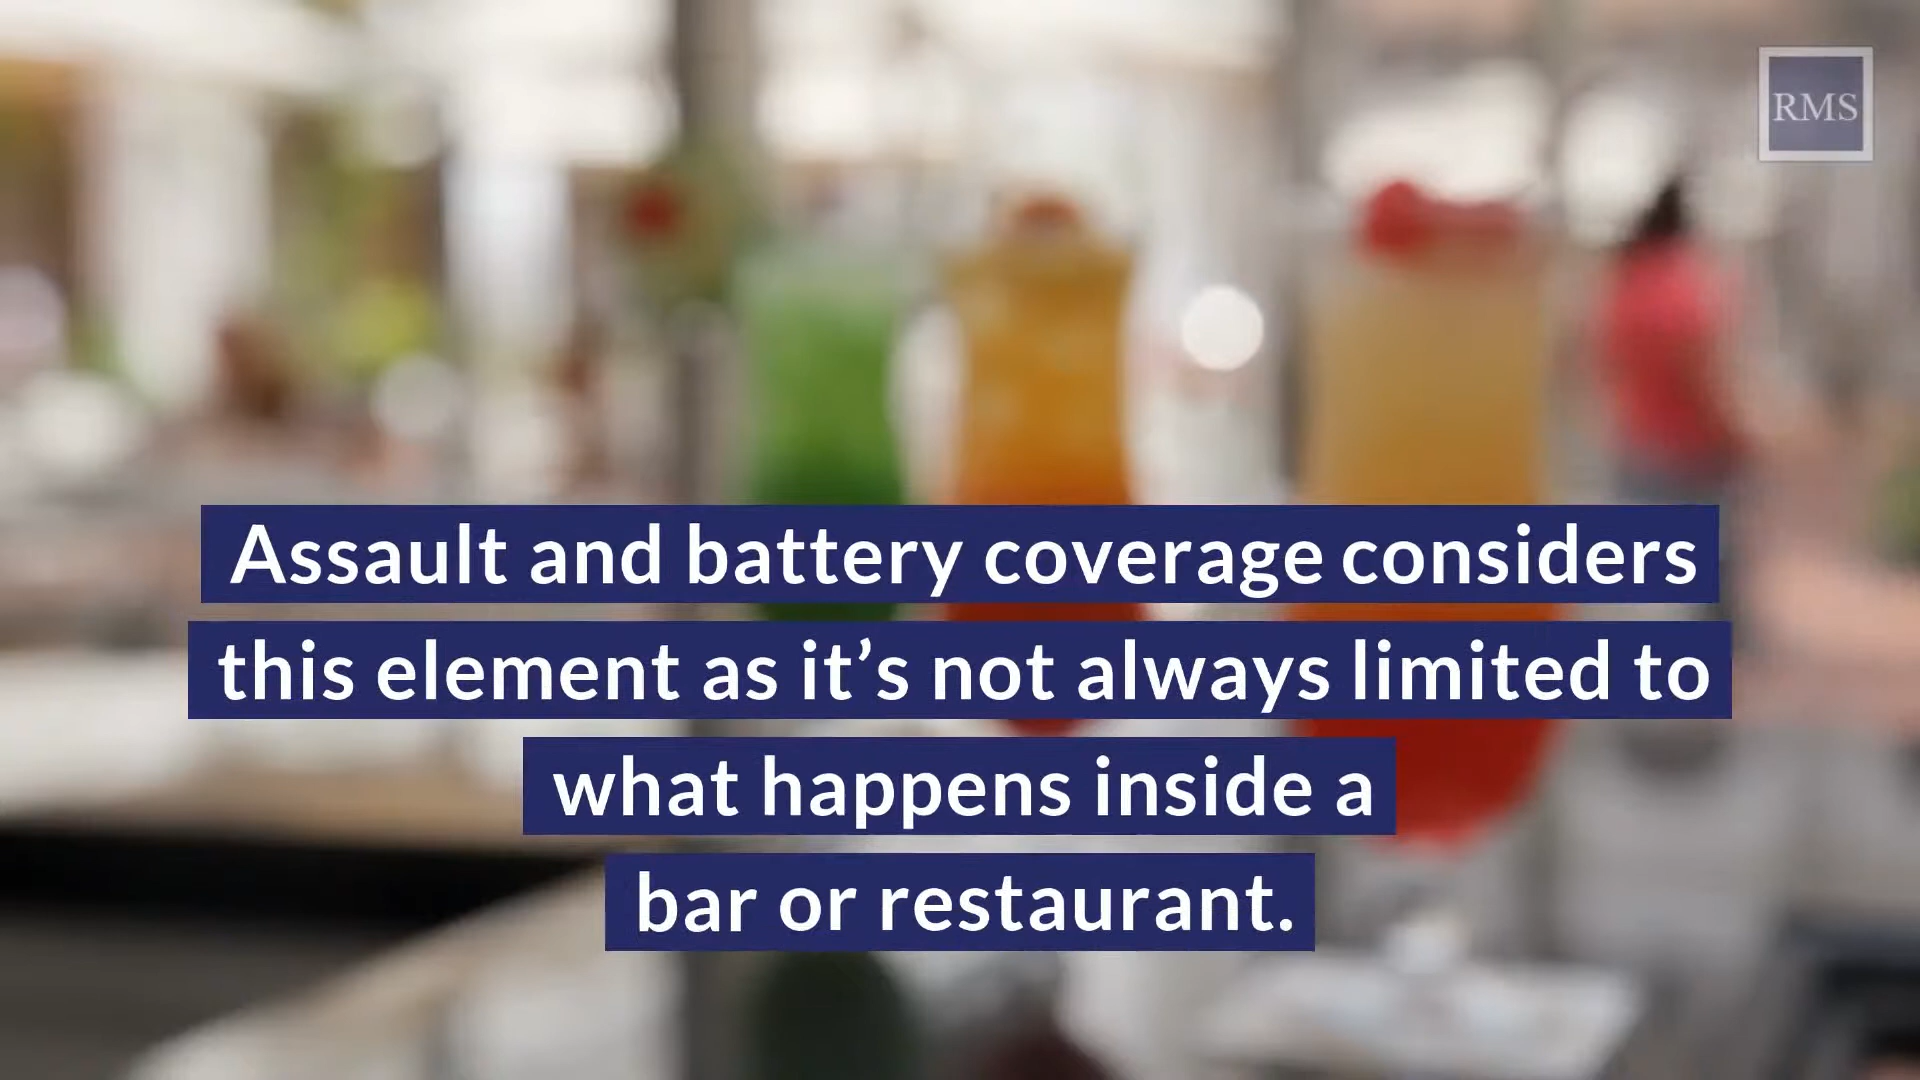 RMS
Assault and battery coverage considers
this element as it’s not always limited to
what happens inside a
bar or restaurant.